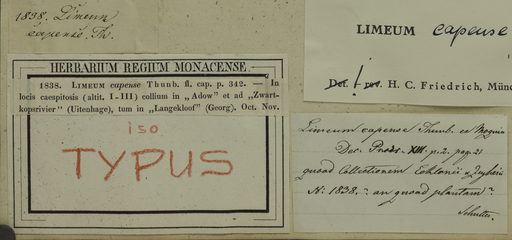 1838. Limeum
capense. Th.
HERBARIUM REGIUM MONACENSE.
1838. LIMEUM capense Thunb. fl. cap. p. 342. — In
locis caespitosis (altit. I-III) collium in „Adow" et ad „Zwart-
kopsrivier" (Uitenhage), tum in „Langekloof" (Georg). Oct. Nov.
iso
TYPUS
LIMEUM capense
Det. ! rev. H. C. Friedrich, Münc
Limeum capense Thunb. ex Moquin
Dec. Prodr. XIII. p. 2. pag. 21
quoad Collectionem Eckloni et Zeyheri
N: 1838. an quoad plantam